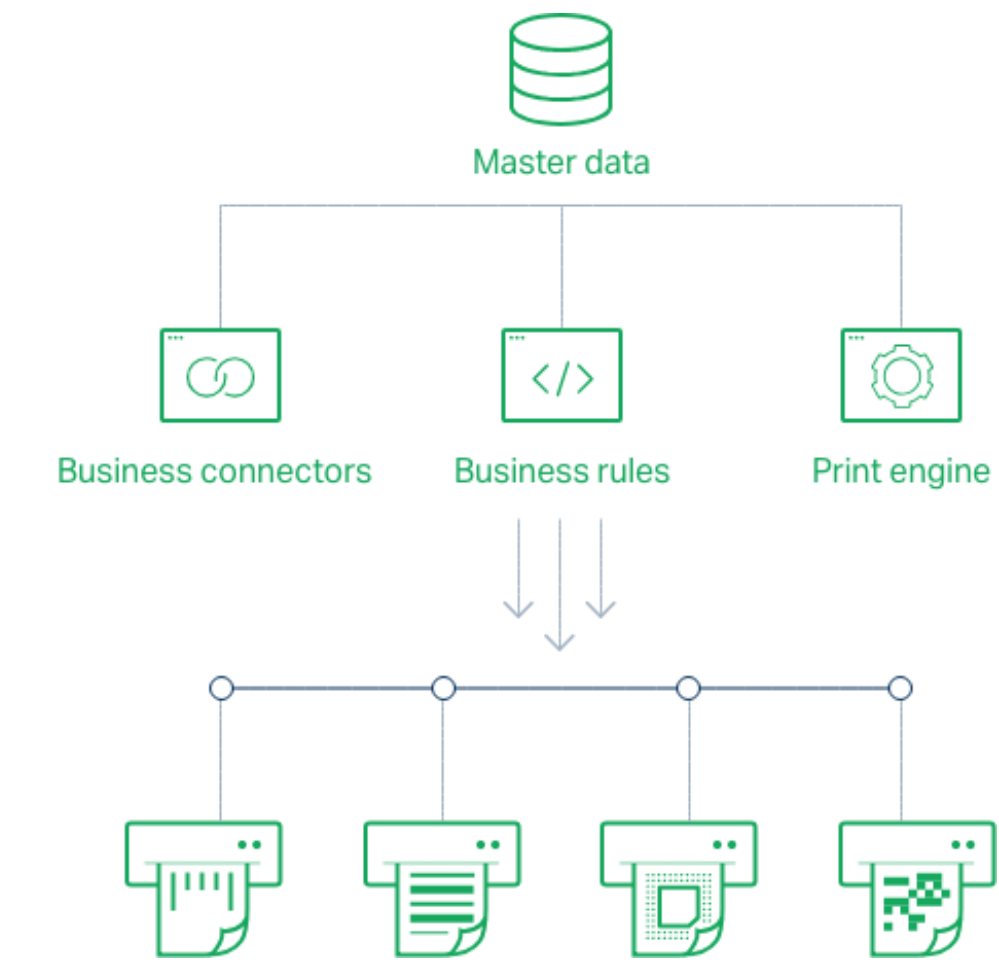 Master data
Business connectors
Business rules
Print engine